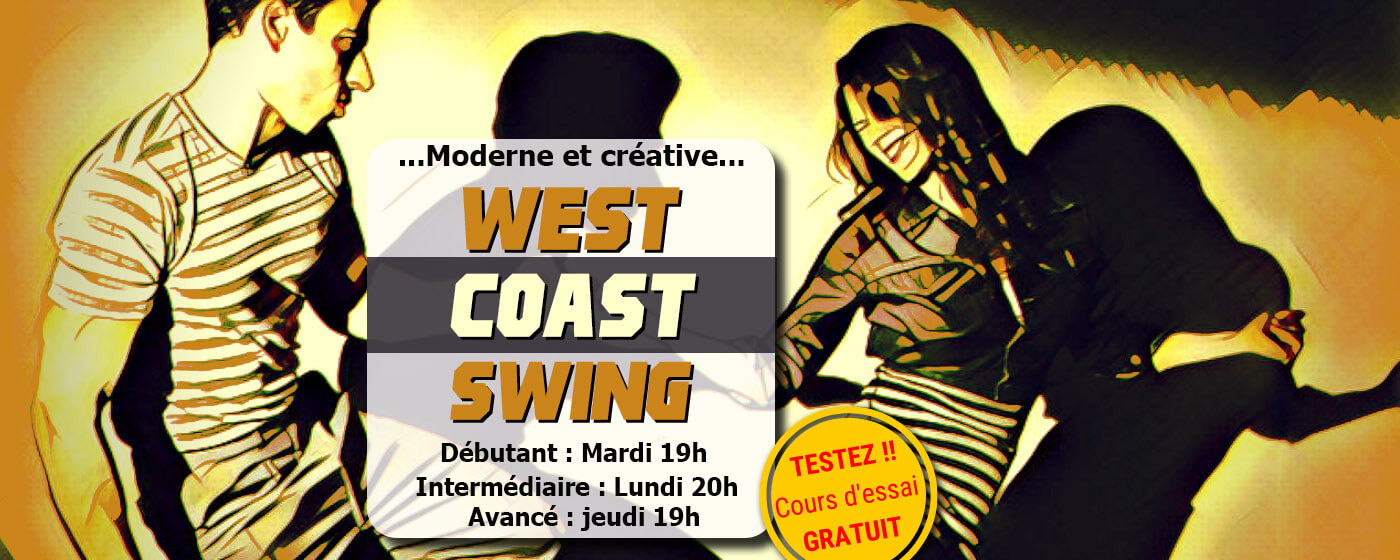 ...Moderne et créative...
WEST
COAST
SWING
Débutant : Mardi 19h
Intermédiaire : Lundi 20h
Avancé : jeudi 19h
TESTEZ !!
Cours d'essai
GRATUIT